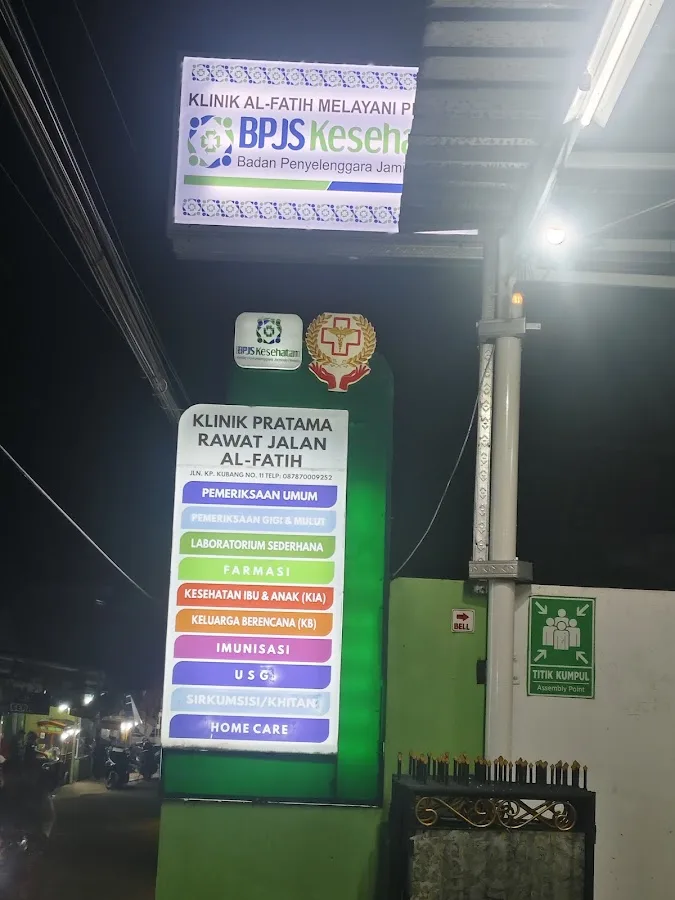 KLINIK AL-FATIH MELAYANI P
BPJS Keseha
Badan Penyelenggara Jam
BPJS Kesehatan
KLINIK PRATAMA
RAWAT JALAN
AL-FATIH
JLN. KP. KUBANG NO. 11 TELP: 087870009252
PEMERIKSAAN UMUM
PEMERIKSAAN GIGI & MULUT
LABORATORIUM SEDERHANA
FARMASI
KESEHATAN IBU & ANAK (KIA)
KELUARGA BERENCANA (KB)
IMUNISASI
USG
SIRKUMSISI/KHITAN
HOME CARE
BELL
TITIK KUMPUL
Assembly Point